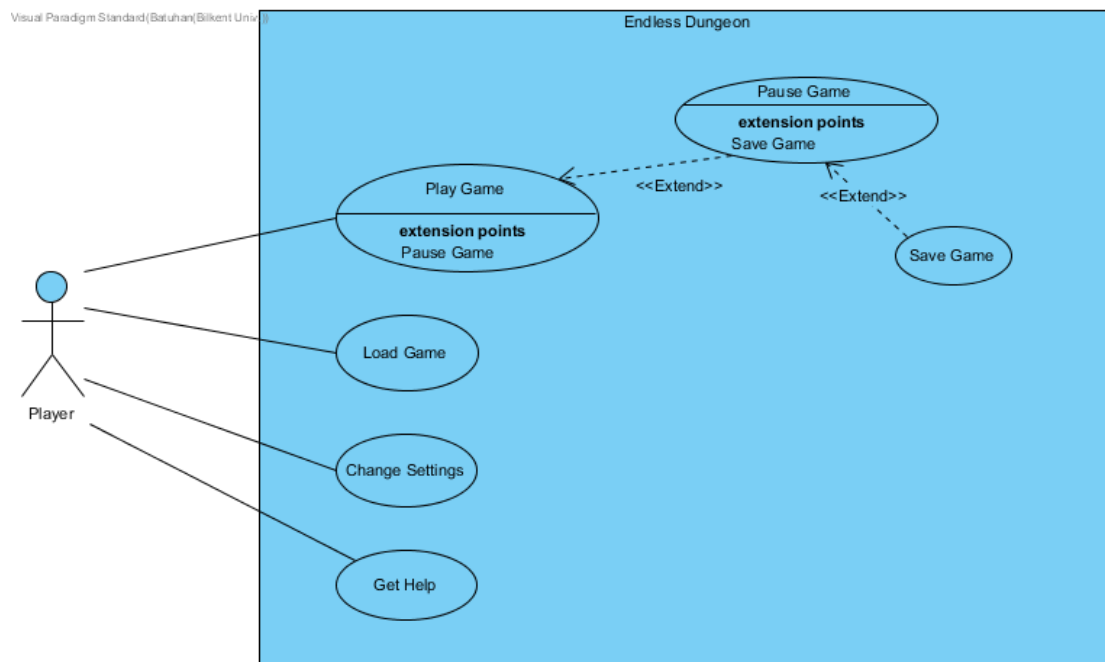 Visual Paradigm Standard(Batuhan(Bilkent Univ.))
Endless Dungeon
Pause Game
extension points
Save Game
<<Extend>>
Play Game
extension points
Pause Game
<<Extend>>
Save Game
Load Game
Player
Change Settings
Get Help